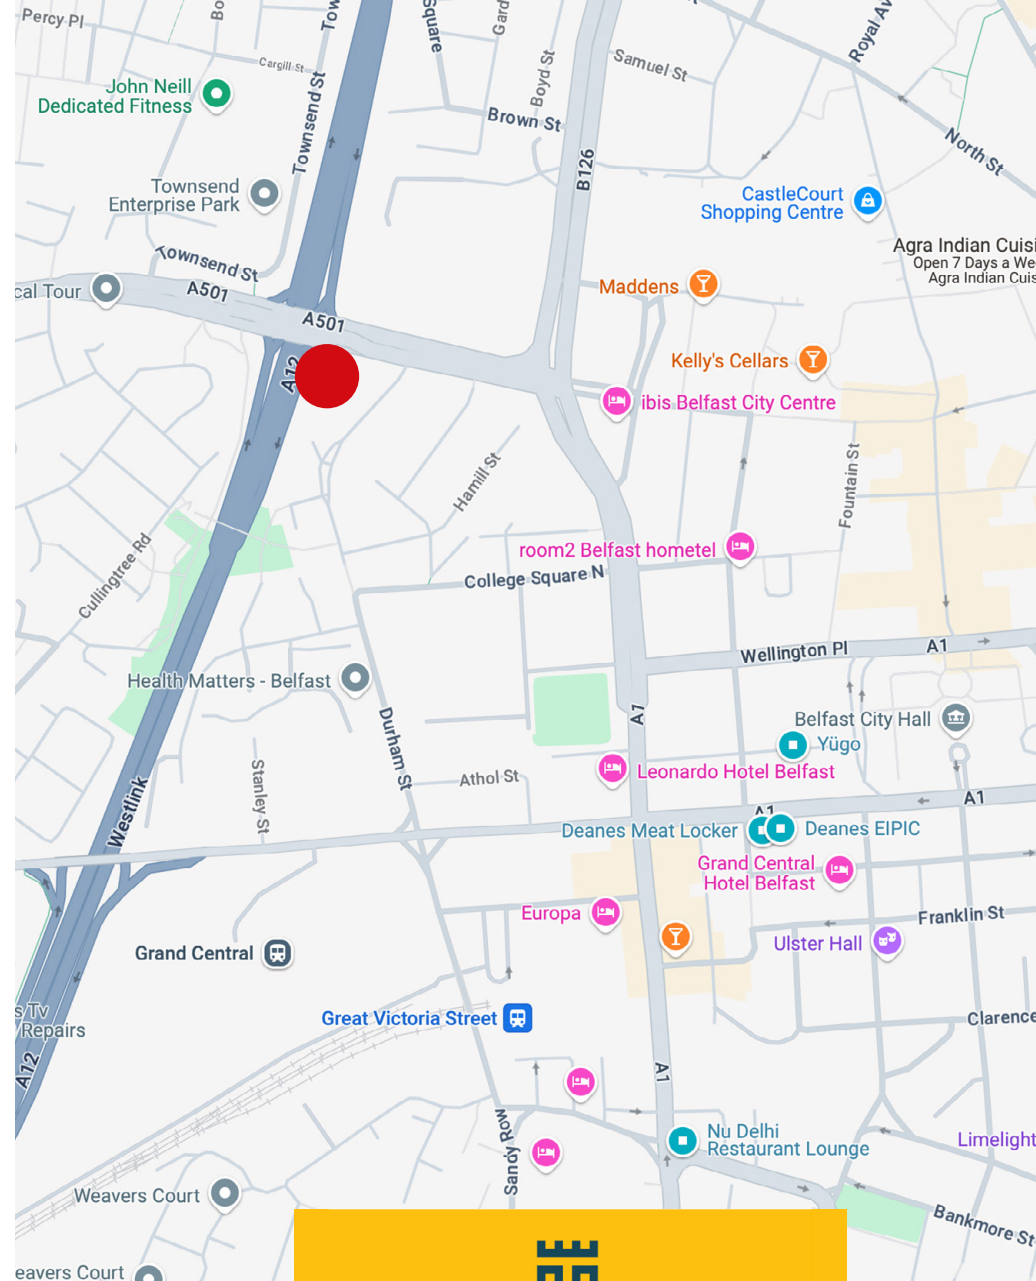 Percy Pl
Bo
Tow
Square
Gard
Royal Av
Cargill St
Samuel St
Boyd St
John Neill
Dedicated Fitness
Townsend St
Brown St
North St
B126
Townsend
Enterprise Park
CastleCourt
Shopping Centre
Townsend St
Agra Indian Cuisi
Open 7 Days a We
Agra Indian Cuis
cal Tour
A501
Maddens
A501
Kelly's Cellars
A12
ibis Belfast City Centre
Hamill St
Fountain St
room2 Belfast hometel
College Square N
Cullingtree Rd
Wellington Pl
A1
Health Matters - Belfast
A1
Belfast City Hall
Durham St
Yügo
Leonardo Hotel Belfast
Athol St
Stanley St
Westlink
A1
A1
Deanes Meat Locker
Deanes EIPIC
Grand Central
Hotel Belfast
Europa
Franklin St
Ulster Hall
Grand Central
s Tv
Repairs
Great Victoria Street
Clarence
A12
A1
Sandy Row
Nu Delhi
Restaurant Lounge
Limelight
Weavers Court
Bankmore St
eavers Court